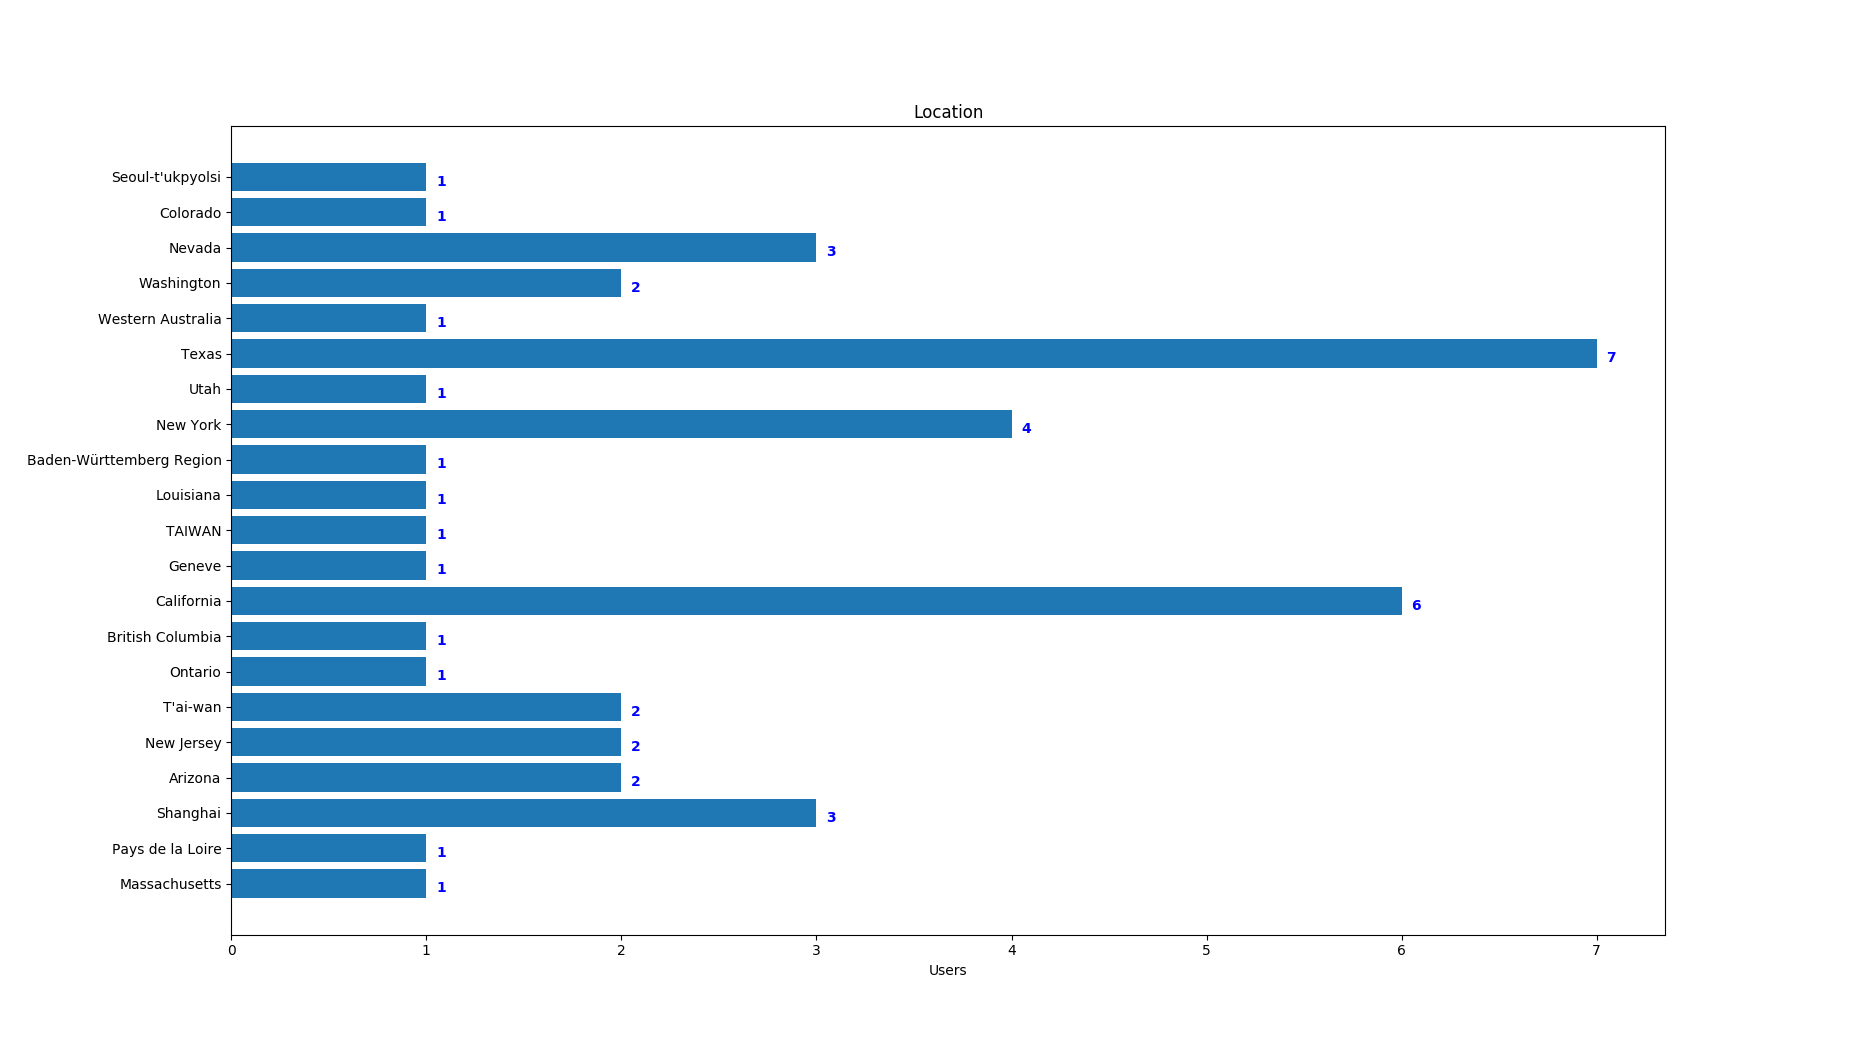 Location
Seoul-t'ukpyolsi 1
Colorado 1
Nevada 3
Washington 2
Western Australia 1
Texas 7
Utah 1
New York 4
Baden-Württemberg Region 1
Louisiana 1
TAIWAN 1
Geneve 1
California 6
British Columbia 1
Ontario 1
T'ai-wan 2
New Jersey 2
Arizona 2
Shanghai 3
Pays de la Loire 1
Massachusetts 1
0 1 2 3 4 5 6 7
Users